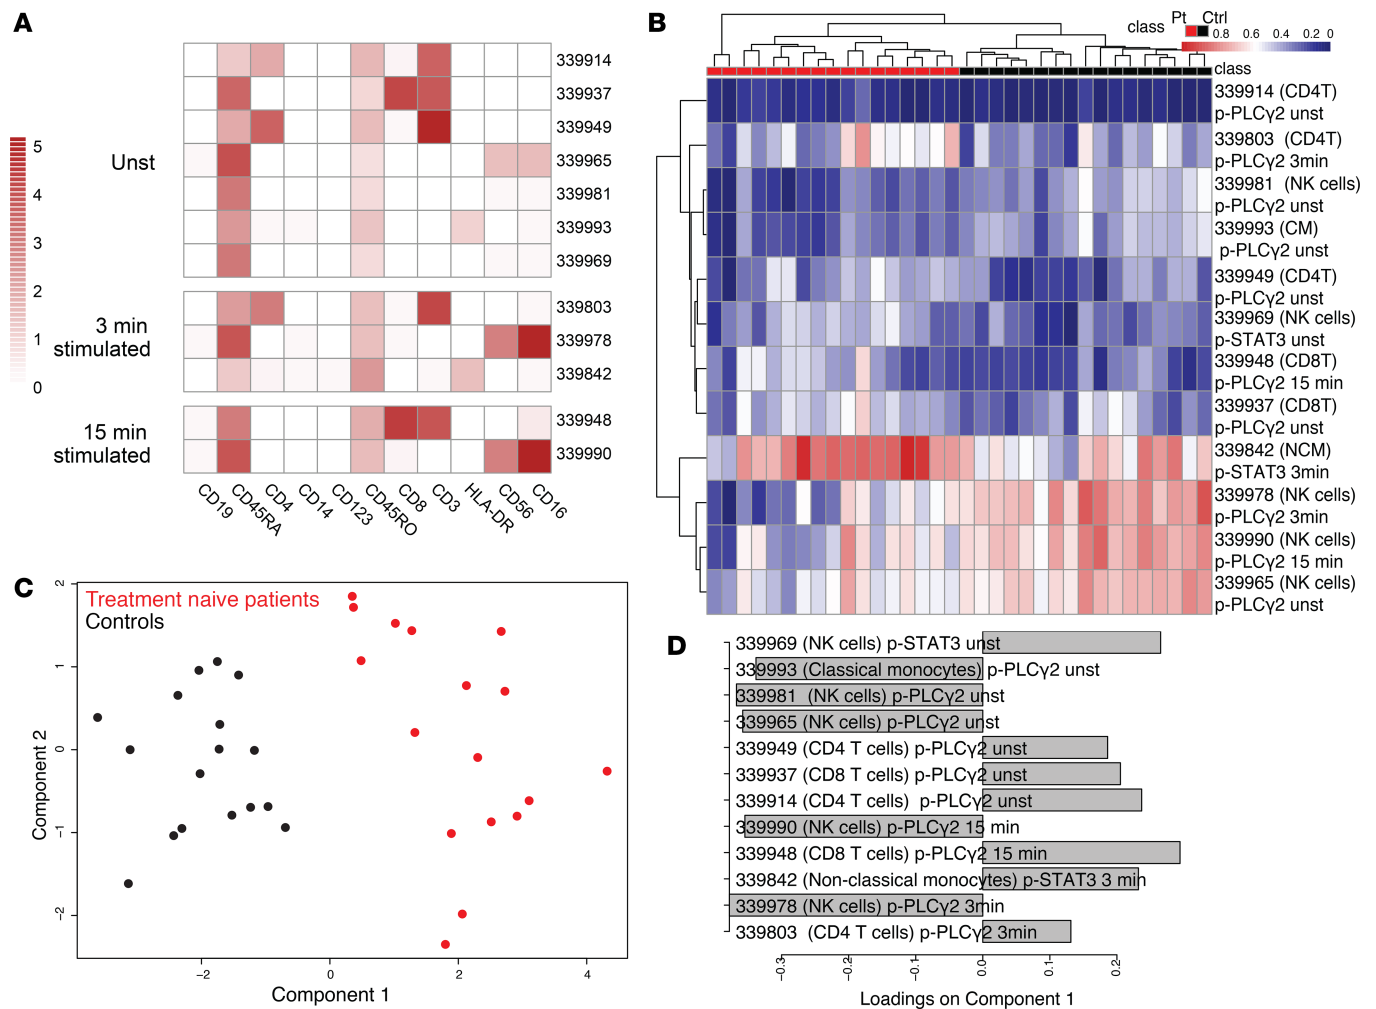 A
Unst
3 min
stimulated
15 min
stimulated
5
4
3
2
1
0
339914
339937
339949
339965
339981
339993
339969
339803
339978
339842
339948
339990
CD19
CD45RA
CD4
CD14
CD123
CD45RO
CD8
CD3
HLA-DR
CD56
CD16
B
class
Pt
Ctrl
0.8 0.6 0.4 0.2 0
class
339914 (CD4T)
p-PLCγ2 unst
339803 (CD4T)
p-PLCγ2 3min
339981 (NK cells)
p-PLCγ2 unst
339993 (CM)
p-PLCγ2 unst
339949 (CD4T)
p-PLCγ2 unst
339969 (NK cells)
p-STAT3 unst
339948 (CD8T)
p-PLCγ2 15 min
339937 (CD8T)
p-PLCγ2 unst
339842 (NCM)
p-STAT3 3min
339978 (NK cells)
p-PLCγ2 3min
339990 (NK cells)
p-PLCγ2 15 min
339965 (NK cells)
p-PLCγ2 unst
C
Treatment naive patients
Controls
Component 2
2
1
0
−1
−2
−2 0 2 4
Component 1
D
339969 (NK cells) p-STAT3 unst
339993 (Classical monocytes) p-PLCγ2 unst
339981 (NK cells) p-PLCγ2 unst
339965 (NK cells) p-PLCγ2 unst
339949 (CD4 T cells) p-PLCγ2 unst
339937 (CD8 T cells) p-PLCγ2 unst
339914 (CD4 T cells) p-PLCγ2 unst
339990 (NK cells) p-PLCγ2 15 min
339948 (CD8 T cells) p-PLCγ2 15 min
339842 (Non-classical monocytes) p-STAT3 3 min
339978 (NK cells) p-PLCγ2 3min
339803 (CD4 T cells) p-PLCγ2 3min
-0.3 -0.2 -0.1 0.0 0.1 0.2
Loadings on Component 1